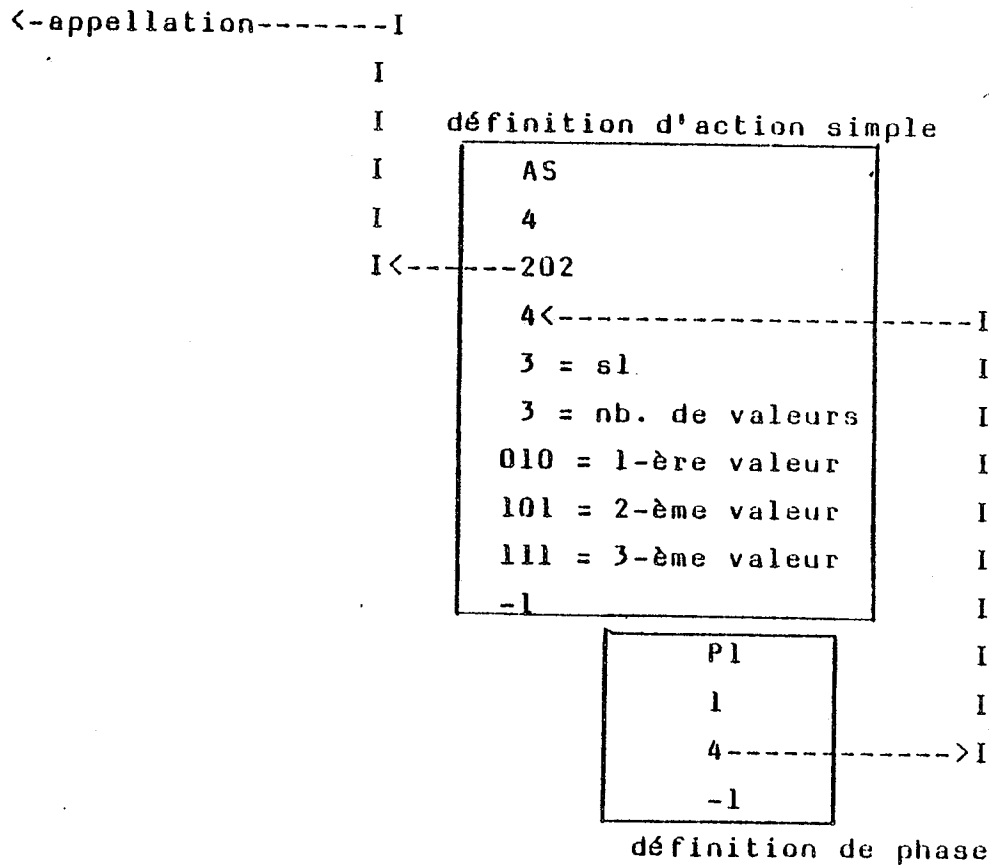 <-appellation-------I
I
I définition d'action simple
I AS
I 4
I<------202
4<---------------------I
3 = sl I
3 = nb. de valeurs I
010 = 1-ère valeur I
101 = 2-ème valeur I
111 = 3-ème valeur I
-1 I
P1 I
1 I
4------------->I
-1
définition de phase